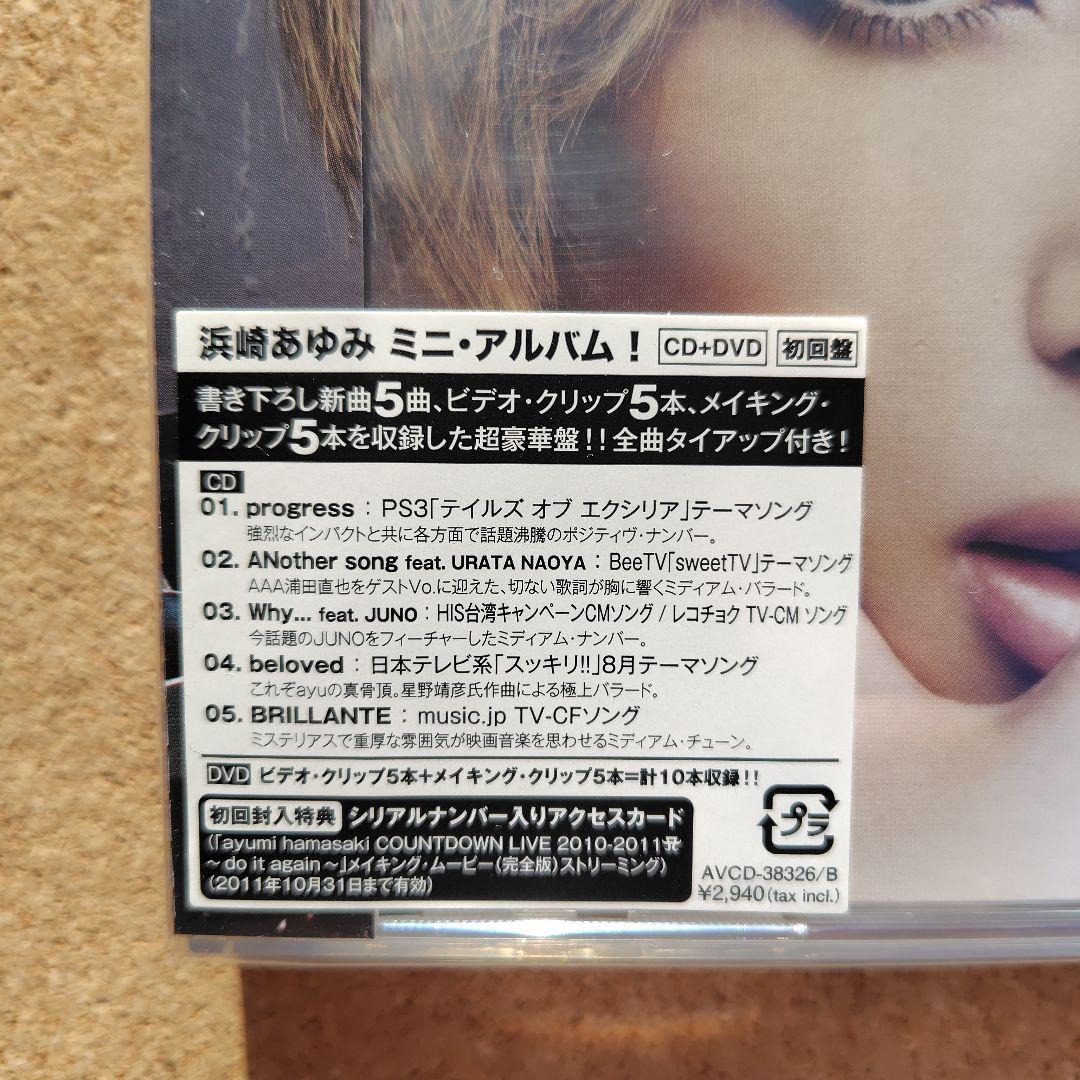 浜崎あゆみ ミニ・アルバム! CD+DVD 初回盤
書き下ろし新曲5曲、ビデオ・クリップ5本、メイキング・
クリップ5本を収録した超豪華盤!! 全曲タイアップ付き!
CD
01. progress : PS3「テイルズ オブ エクシリア」テーマソング
強烈なインパクトと共に各方面で話題沸騰のポジティヴ・ナンバー。
02. ANother song feat. URATA NAOYA : BeeTV「sweetTV」テーマソング
AAA浦田直也をゲストVo.に迎えた、切ない歌詞が胸に響くミディアム・バラード。
03. Why... feat. JUNO : HIS台湾キャンペーンCMソング / レコチョク TV-CM ソング
今話題のJUNOをフィーチャーしたミディアム・ナンバー。
04. beloved : 日本テレビ系「スッキリ!!」8月テーマソング
これぞayuの真骨頂。星野靖彦氏作曲による極上バラード。
05. BRILLANTE : music.jp TV-CFソング
ミステリアスで重厚な雰囲気が映画音楽を思わせるミディアム・チューン。
DVD ビデオ・クリップ5本+メイキング・クリップ5本=計10本収録!!
初回封入特典 シリアルナンバー入りアクセスカード
(「ayumi hamasaki COUNTDOWN LIVE 2010-2011 A
~do it again~」メイキング・ムービー(完全版)ストリーミング)
(2011年10月31日まで有効)
プラ
AVCD-38326/B
¥2,940(tax incl.)